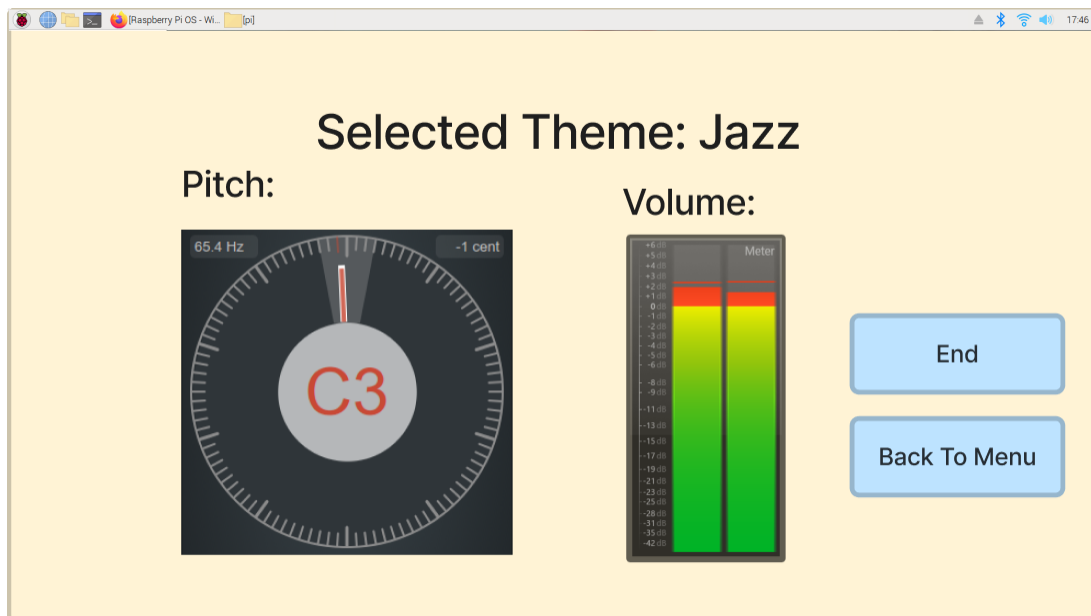 [Raspberry Pi OS - Wi...
[pi]
17:46
Selected Theme: Jazz
Pitch:
Volume:
65.4 Hz
-1 cent
C3
Meter
+6 dB
+5 dB
+4 dB
+3 dB
+2 dB
+1 dB
0 dB
-1 dB
-2 dB
-3 dB
-4 dB
-5 dB
-6 dB
-8 dB
-9 dB
-11 dB
-13 dB
-15 dB
-17 dB
-19 dB
-21 dB
-23 dB
-25 dB
-28 dB
-31 dB
-35 dB
-42 dB
End
Back To Menu